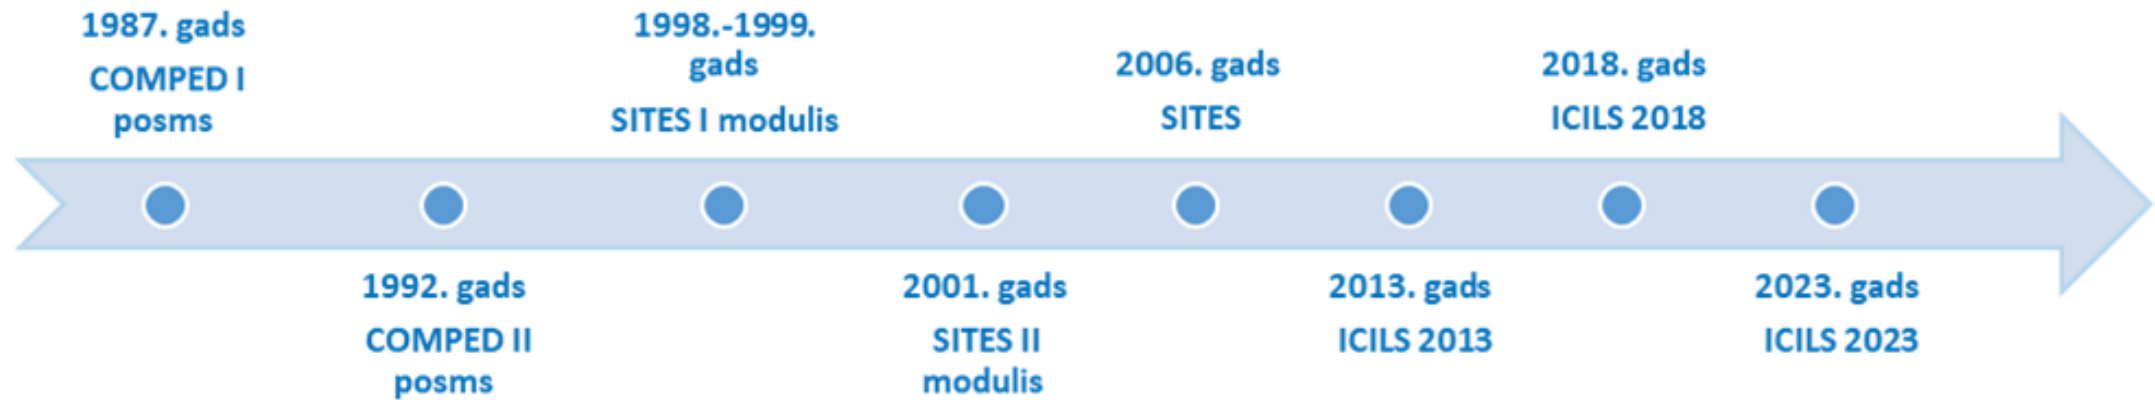 1987. gads
COMPED I
posms
1992. gads
COMPED II
posms
1998.-1999.
gads
SITES I modulis
2001. gads
SITES II
modulis
2006. gads
SITES
2013. gads
ICILS 2013
2018. gads
ICILS 2018
2023. gads
ICILS 2023